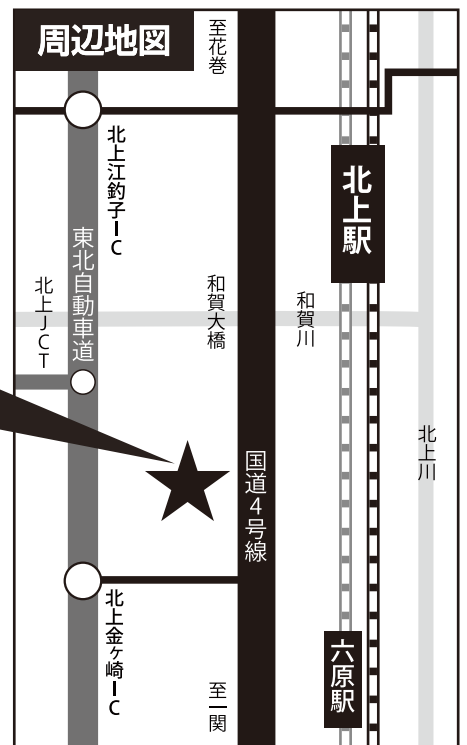 周辺地図
至花巻
北上江釣子IC
北上駅
東北自動車道
北上JCT
和賀大橋
和賀川
北上川
国道4号線
北上金ヶ崎IC
六原駅
至一関